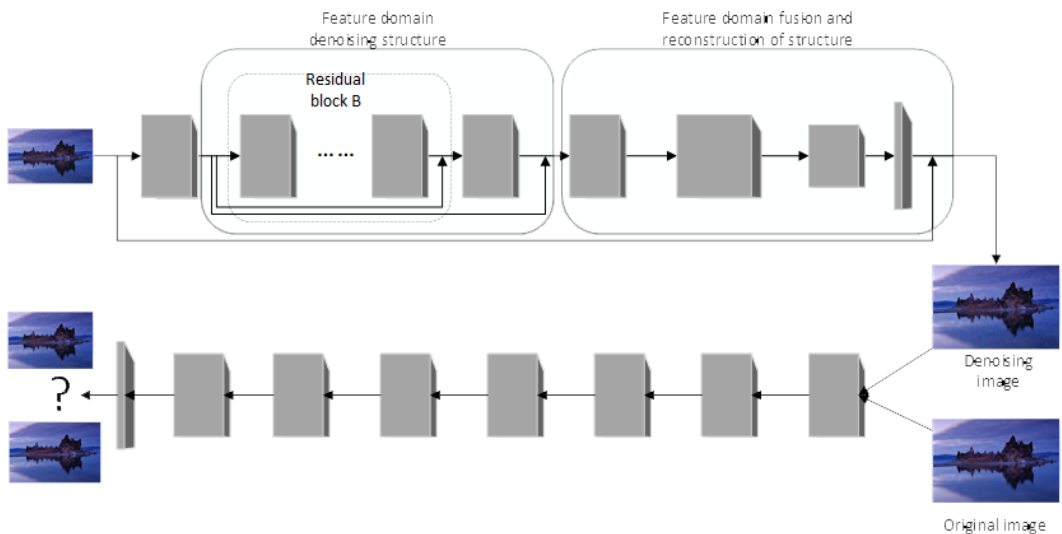 Feature domain
denoising structure
Feature domain fusion and
reconstruction of structure
Residual
block B
... ...
Denoising
image
?
Original image